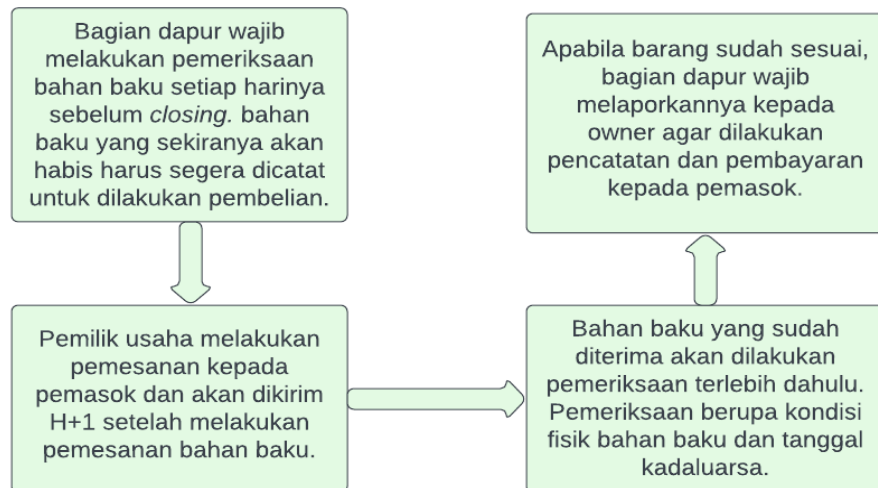 Bagian dapur wajib
melakukan pemeriksaan
bahan baku setiap harinya
sebelum closing. bahan
baku yang sekiranya akan
habis harus segera dicatat
untuk dilakukan pembelian.
Pemilik usaha melakukan
pemesanan kepada
pemasok dan akan dikirim
H+1 setelah melakukan
pemesanan bahan baku.
Bahan baku yang sudah
diterima akan dilakukan
pemeriksaan terlebih dahulu.
Pemeriksaan berupa kondisi
fisik bahan baku dan tanggal
kadaluarsa.
Apabila barang sudah sesuai,
bagian dapur wajib
melaporkannya kepada
owner agar dilakukan
pencatatan dan pembayaran
kepada pemasok.